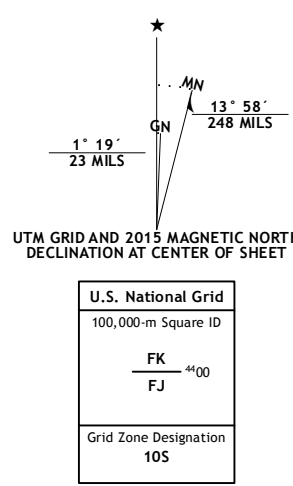 ★
MN
GN
13° 58´
248 MILS
1° 19´
23 MILS
UTM GRID AND 2015 MAGNETIC NORTH
DECLINATION AT CENTER OF SHEET
U.S. National Grid
100,000-m Square ID
FK
⁴⁴00
FJ
Grid Zone Designation
10S